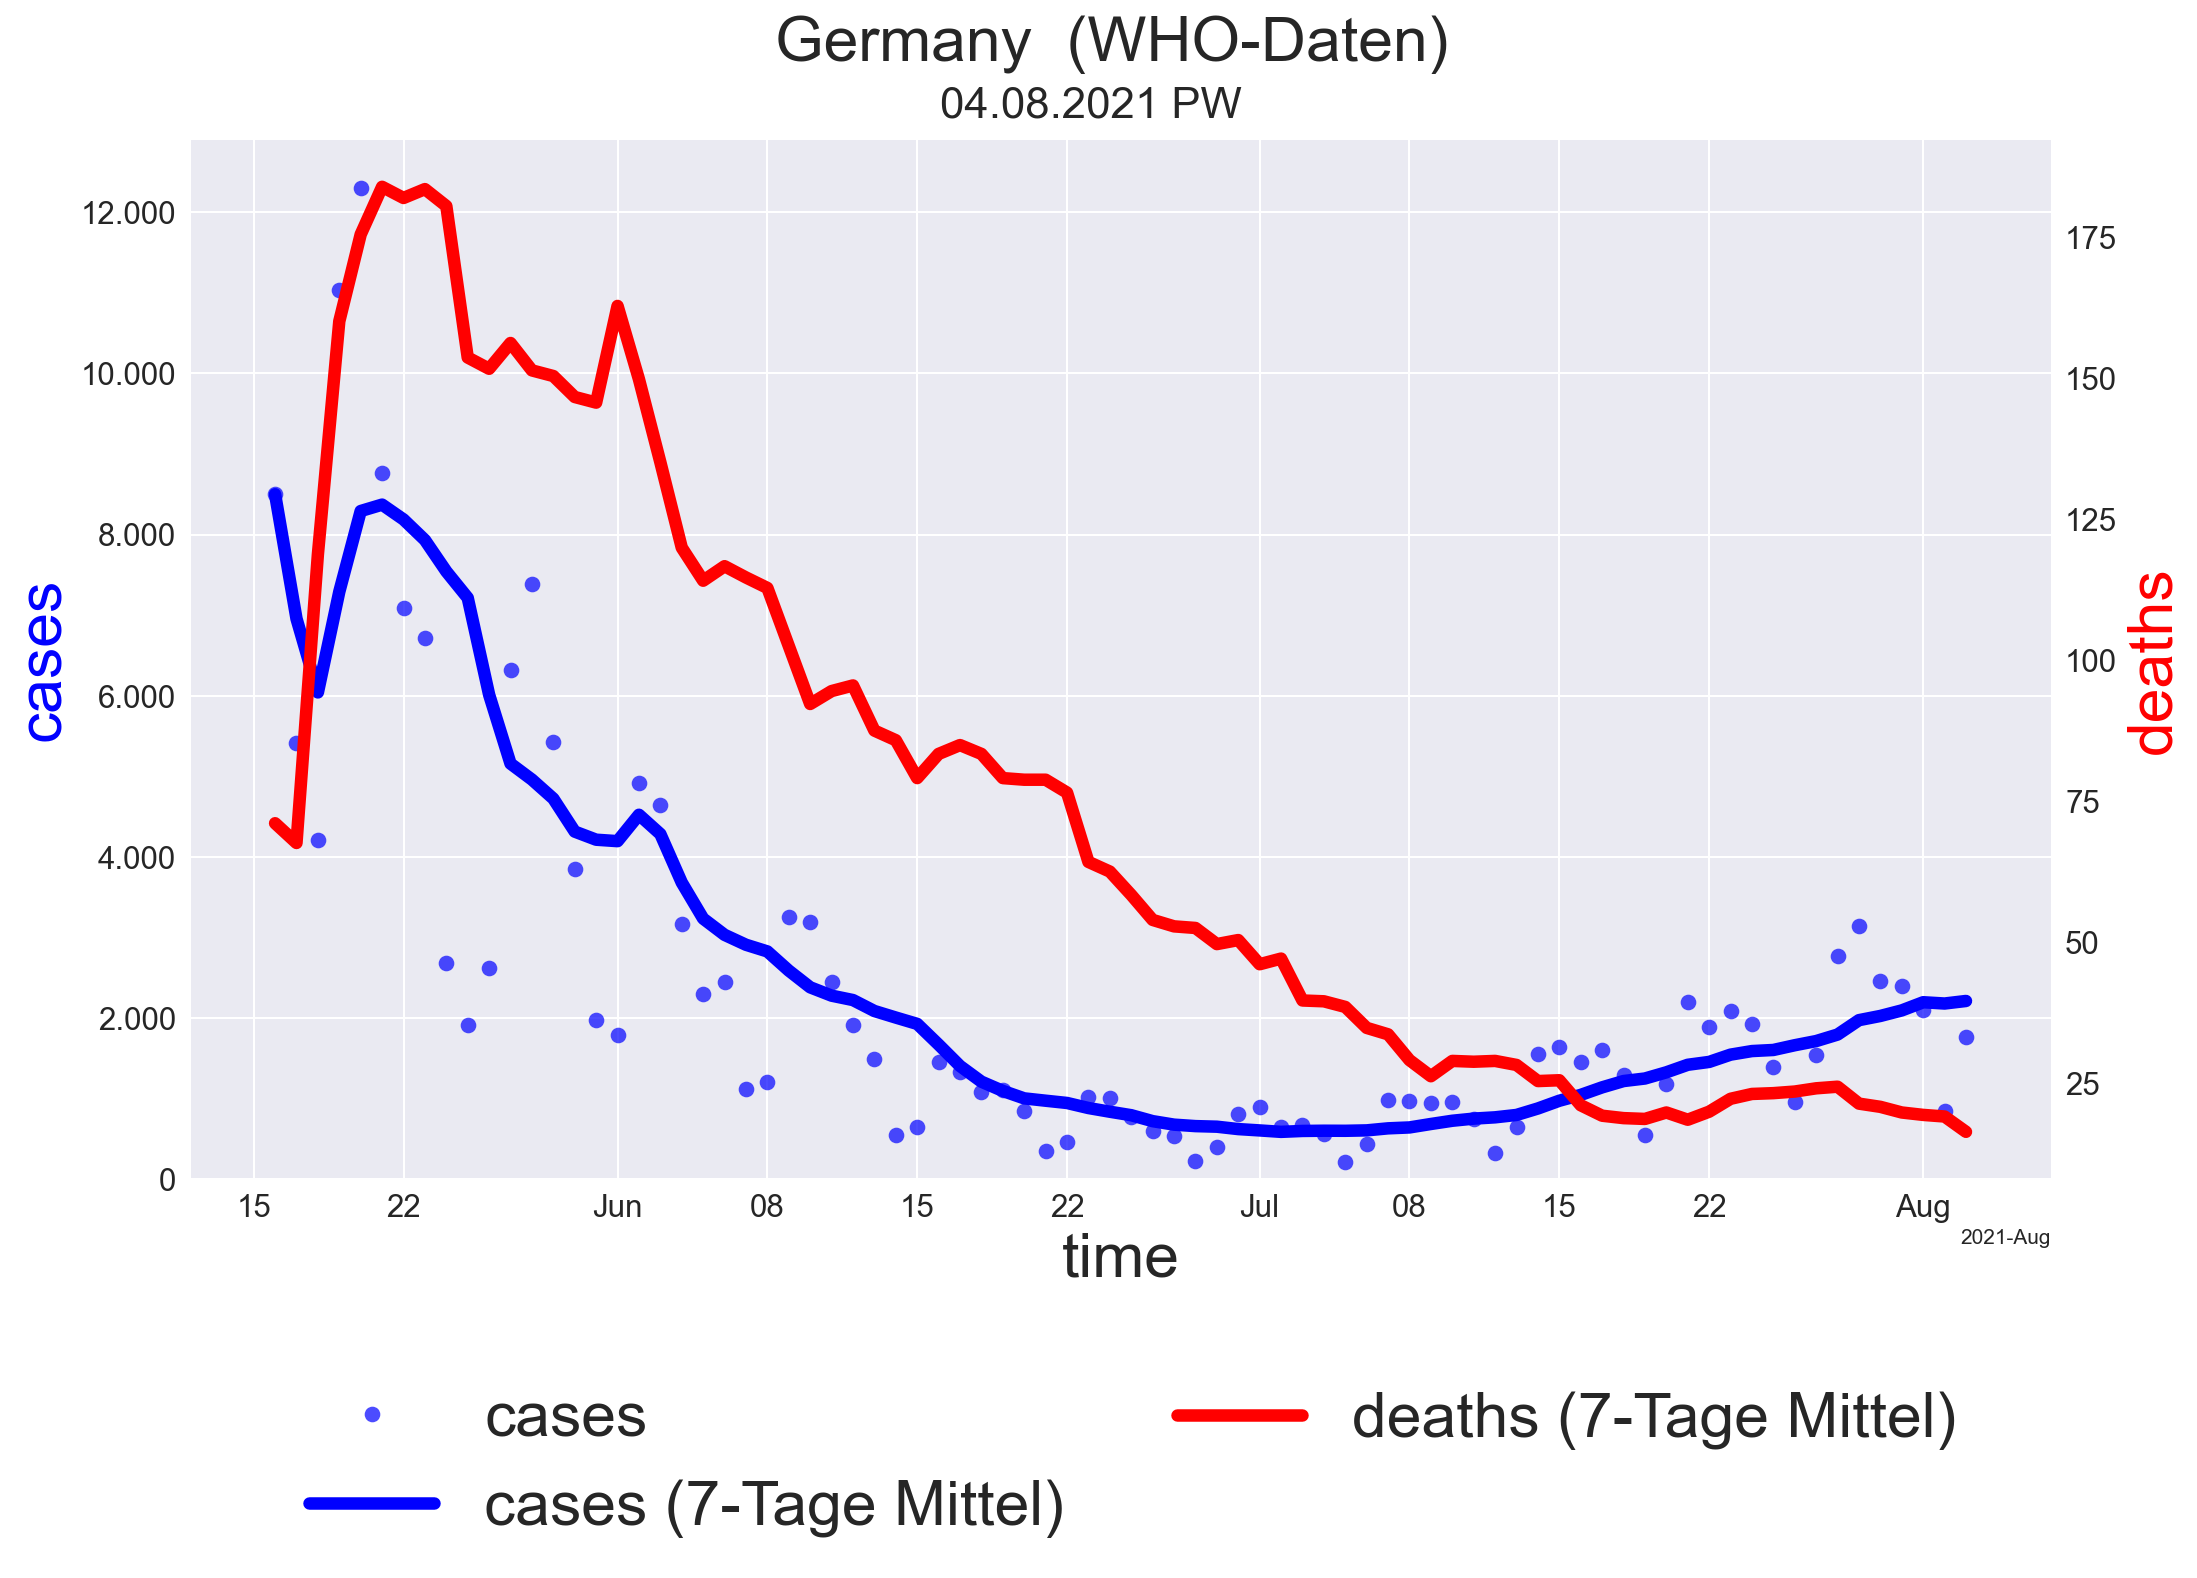 Germany  (WHO-Daten)
04.08.2021 PW
12.000
10.000
8.000
6.000
4.000
2.000
0
cases
175
150
125
100
75
50
25
deaths
15 22 Jun 08 15 22 Jul 08 15 22 Aug
2021-Aug
time
cases
cases (7-Tage Mittel)
deaths (7-Tage Mittel)